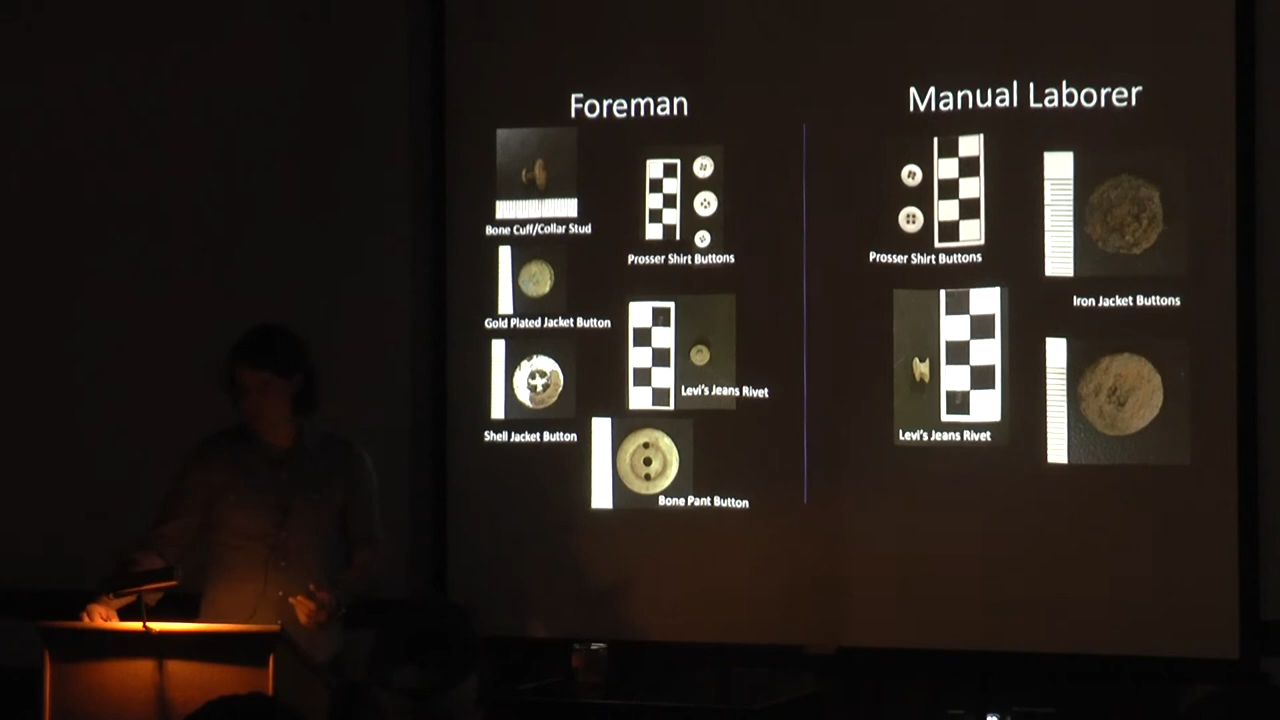 Foreman
Bone Cuff/Collar Stud
Prosser Shirt Buttons
Gold Plated Jacket Button
Levi's Jeans Rivet
Shell Jacket Button
Bone Pant Button
Manual Laborer
Prosser Shirt Buttons
Iron Jacket Buttons
Levi's Jeans Rivet